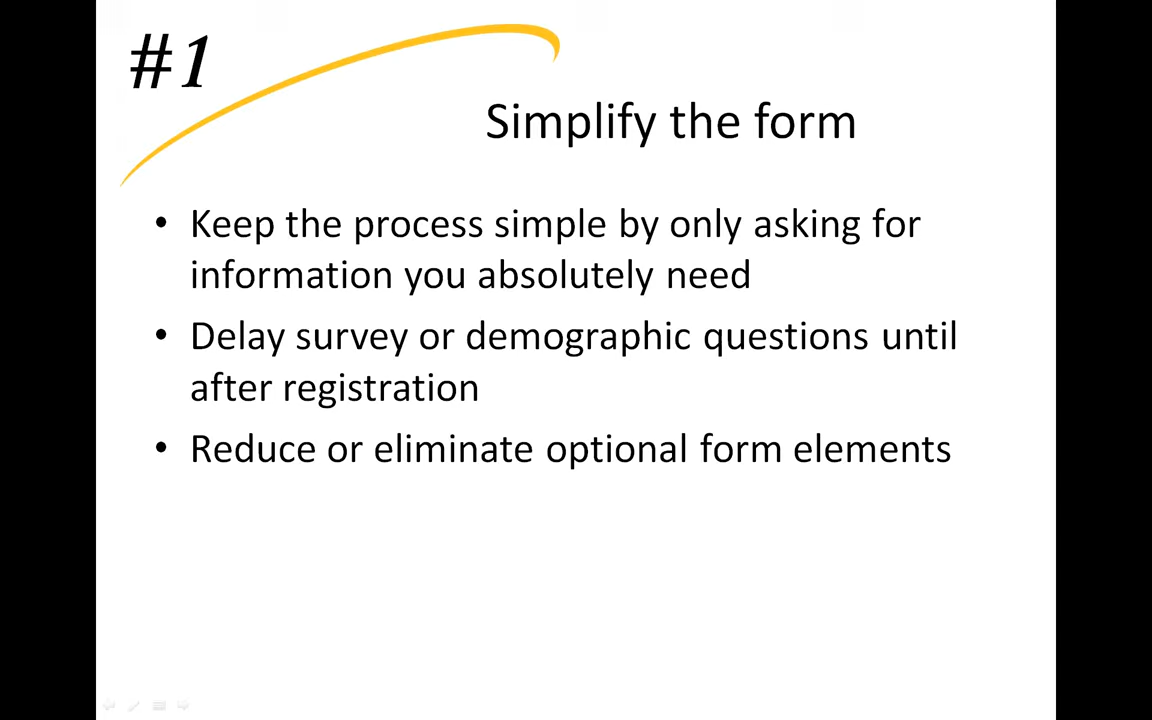 #1
Simplify the form
• Keep the process simple by only asking for
information you absolutely need
• Delay survey or demographic questions until
after registration
• Reduce or eliminate optional form elements